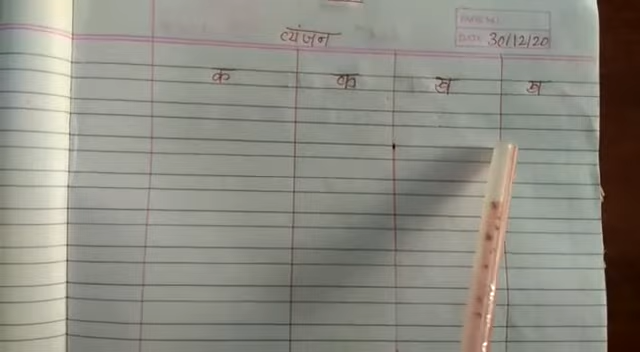 PAGE NO.
व्यंजन
DATE 30/12/20
क क ख ख